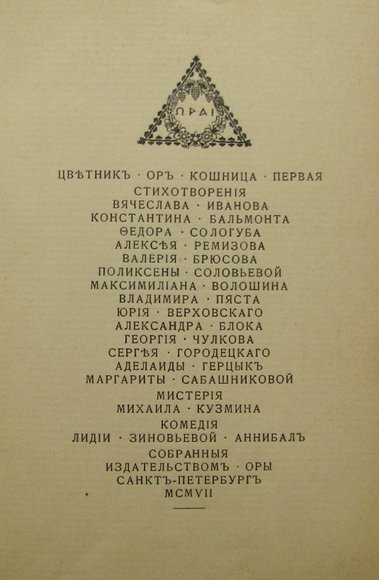 ΩΡΑΙ
ЦВѢТНИКЪ · ОРЪ · КОШНИЦА · ПЕРВАЯ
СТИХОТВОРЕНІЯ
ВЯЧЕСЛАВА · ИВАНОВА
КОНСТАНТИНА · БАЛЬМОНТА
ѲЕДОРА · СОЛОГУБА
АЛЕКСѢЯ · РЕМИЗОВА
ВАЛЕРІЯ · БРЮСОВА
ПОЛИКСЕНЫ · СОЛОВЬЕВОЙ
МАКСИМИЛІАНА · ВОЛОШИНА
ВЛАДИМИРА · ПЯСТА
ЮРІЯ · ВЕРХОВСКАГО
АЛЕКСАНДРА · БЛОКА
ГЕОРГІЯ · ЧУЛКОВА
СЕРГѢЯ · ГОРОДЕЦКАГО
АДЕЛАИДЫ · ГЕРЦЫКЪ
МАРГАРИТЫ · САБАШНИКОВОЙ
МИСТЕРІЯ
МИХАИЛА · КУЗМИНА
КОМЕДІЯ
ЛИДІИ · ЗИНОВЬЕВОЙ · АННИБАЛЪ
СОБРАННЫЯ
ИЗДАТЕЛЬСТВОМЪ · ОРЫ
САНКТЪ-ПЕТЕРБУРГЪ
MCMVII